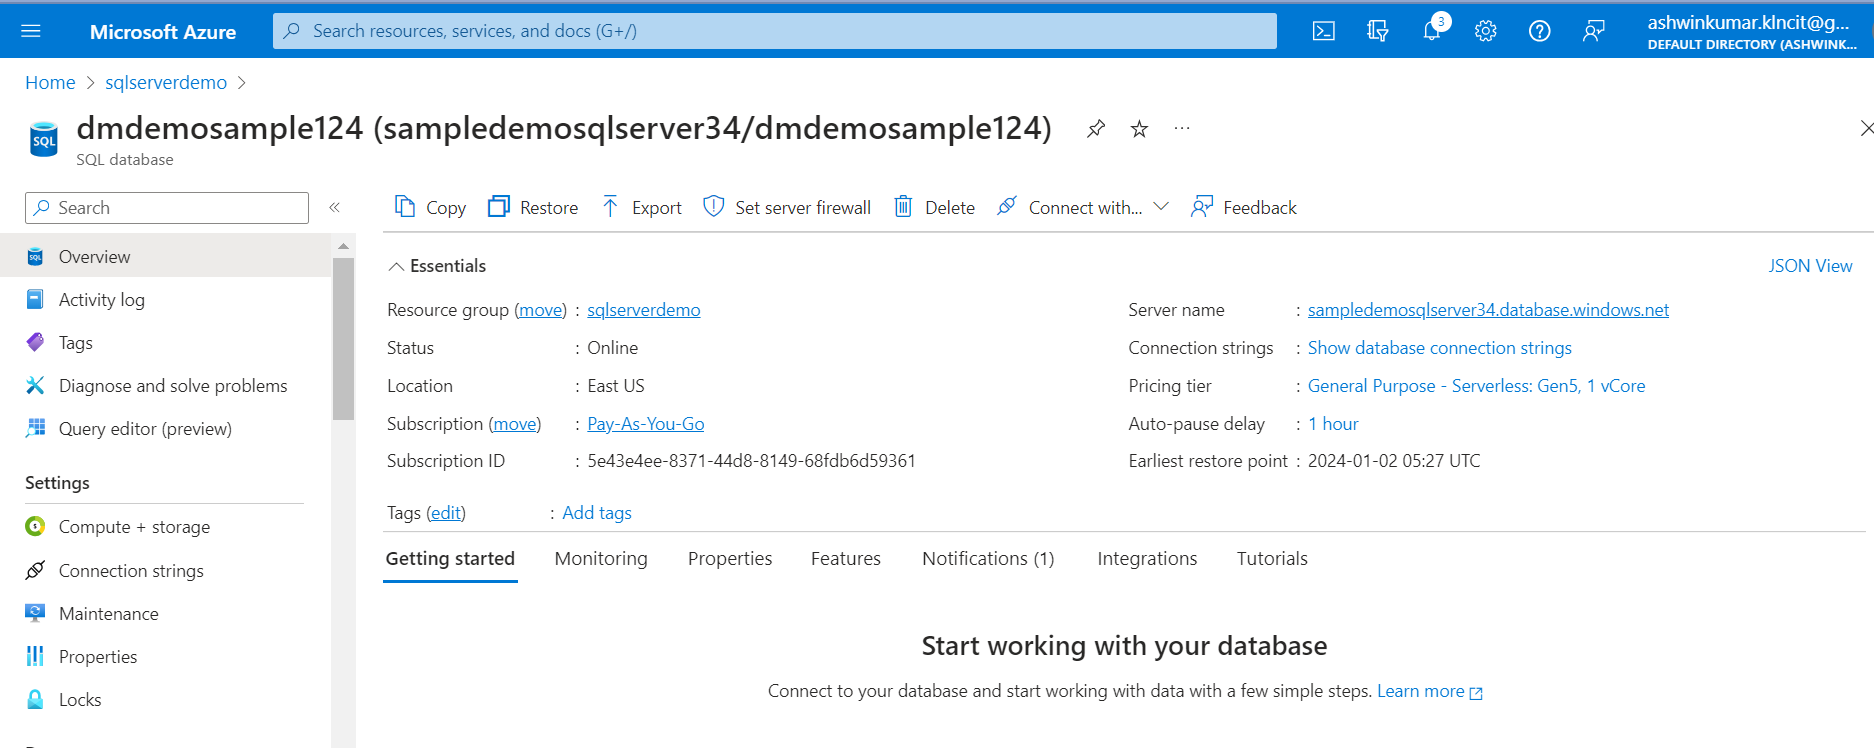 Microsoft Azure
Search resources, services, and docs (G+/)
3
ashwinkumar.klncit@g...
DEFAULT DIRECTORY (ASHWINK...
Home > sqlserverdemo >
SQL
dmdemosample124 (sampledemosqlserver34/dmdemosample124)
...
SQL database
Search
«
Copy
Restore
Export
Set server firewall
Delete
Connect with...
Feedback
Overview
Activity log
Tags
Diagnose and solve problems
Query editor (preview)
Settings
Compute + storage
Connection strings
Maintenance
Properties
Locks
Essentials
JSON View
Resource group (move) : sqlserverdemo
Status : Online
Location : East US
Subscription (move) : Pay-As-You-Go
Subscription ID : 5e43e4ee-8371-44d8-8149-68fdb6d59361
Server name : sampledemosqlserver34.database.windows.net
Connection strings : Show database connection strings
Pricing tier : General Purpose - Serverless: Gen5, 1 vCore
Auto-pause delay : 1 hour
Earliest restore point : 2024-01-02 05:27 UTC
Tags (edit) : Add tags
Getting started
Monitoring
Properties
Features
Notifications (1)
Integrations
Tutorials
Start working with your database
Connect to your database and start working with data with a few simple steps. Learn more